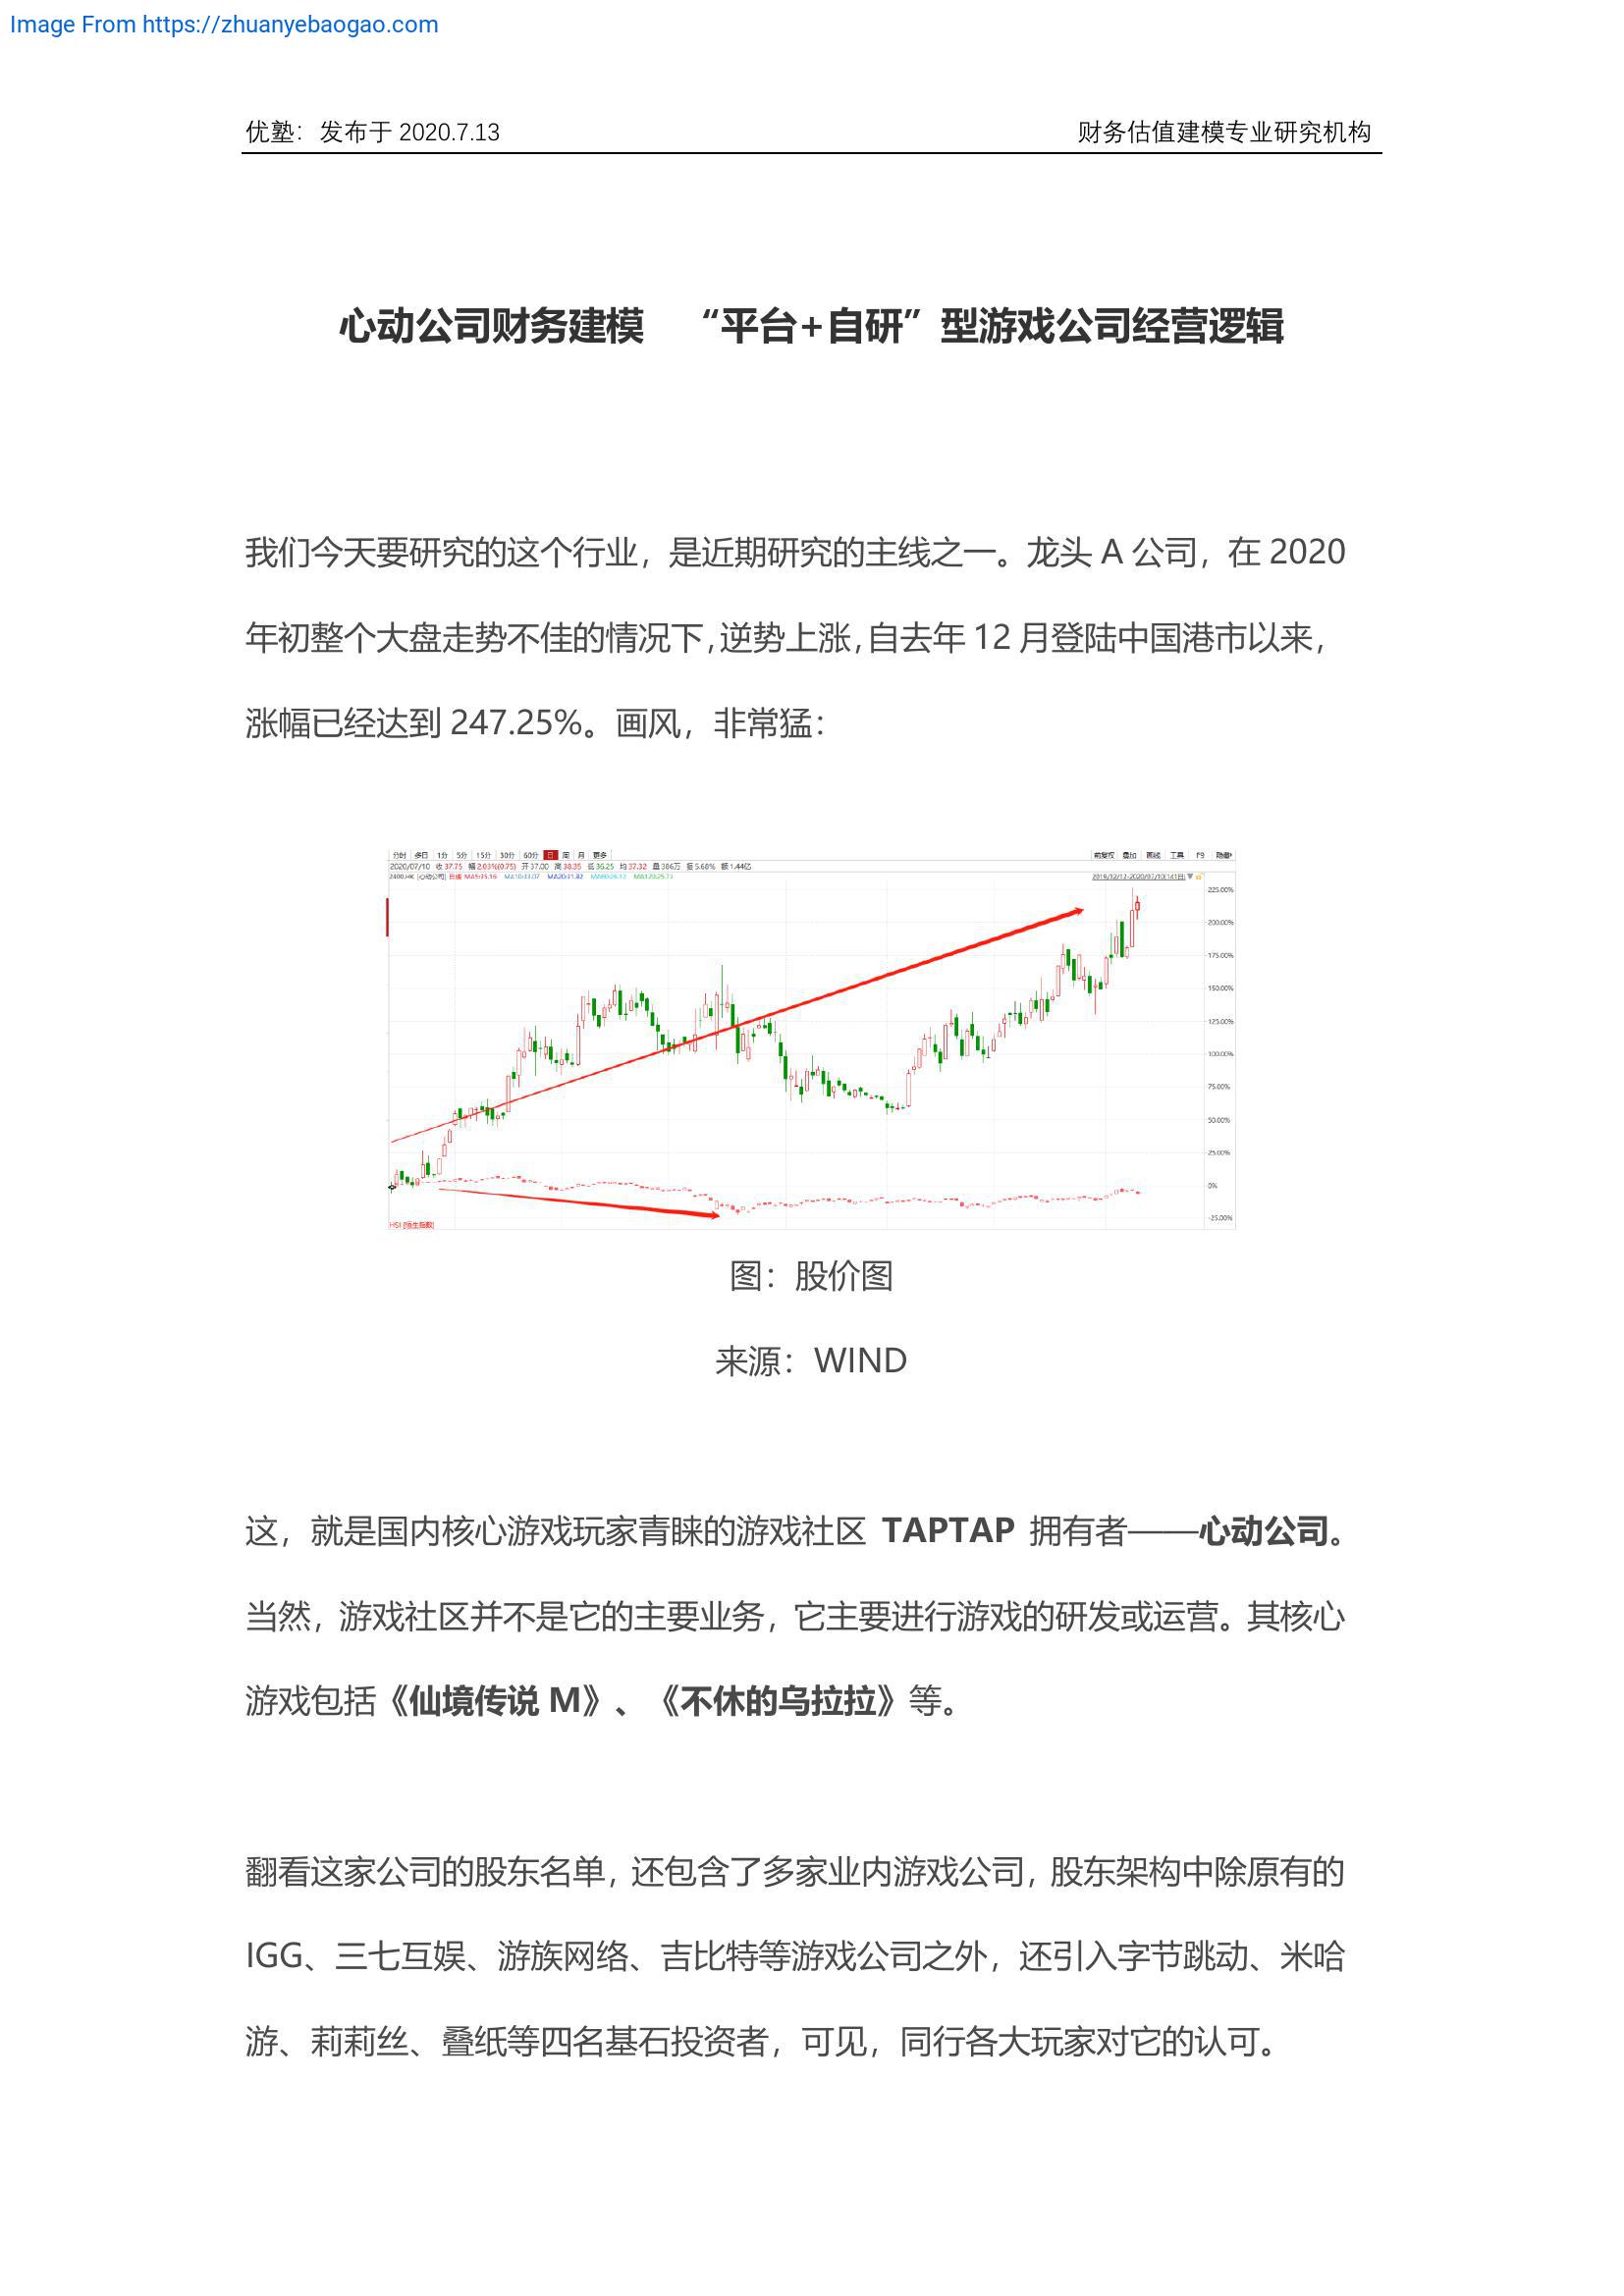 Image From https://zhuanyebaogao.com
优塾：发布于 2020.7.13 财务估值建模专业研究机构
心动公司财务建模 “平台+自研”型游戏公司经营逻辑
我们今天要研究的这个行业，是近期研究的主线之一。龙头 A 公司，在 2020
年初整个大盘走势不佳的情况下，逆势上涨，自去年 12 月登陆中国港市以来，
涨幅已经达到 247.25%。画风，非常猛：
分时 多日 1分 5分 15分 30分 60分 日 周 月 更多 前复权 叠加 画线 工具 F9 隐藏
2020/07/10 收 37.75 幅 2.03%(0.75) 开 37.00 高 38.35 低 36.25 均 37.32 量 386万 振 5.68% 额 1.44亿
225.00%
200.00%
175.00%
150.00%
125.00%
100.00%
75.00%
50.00%
25.00%
0%
-25.00%
HSI [恒生指数]
图：股价图
来源：WIND
这，就是国内核心游戏玩家青睐的游戏社区 TAPTAP 拥有者——心动公司。
当然，游戏社区并不是它的主要业务，它主要进行游戏的研发或运营。其核心
游戏包括《仙境传说 M》、《不休的乌拉拉》等。
翻看这家公司的股东名单，还包含了多家业内游戏公司，股东架构中除原有的
IGG、三七互娱、游族网络、吉比特等游戏公司之外，还引入字节跳动、米哈
游、莉莉丝、叠纸等四名基石投资者，可见，同行各大玩家对它的认可。